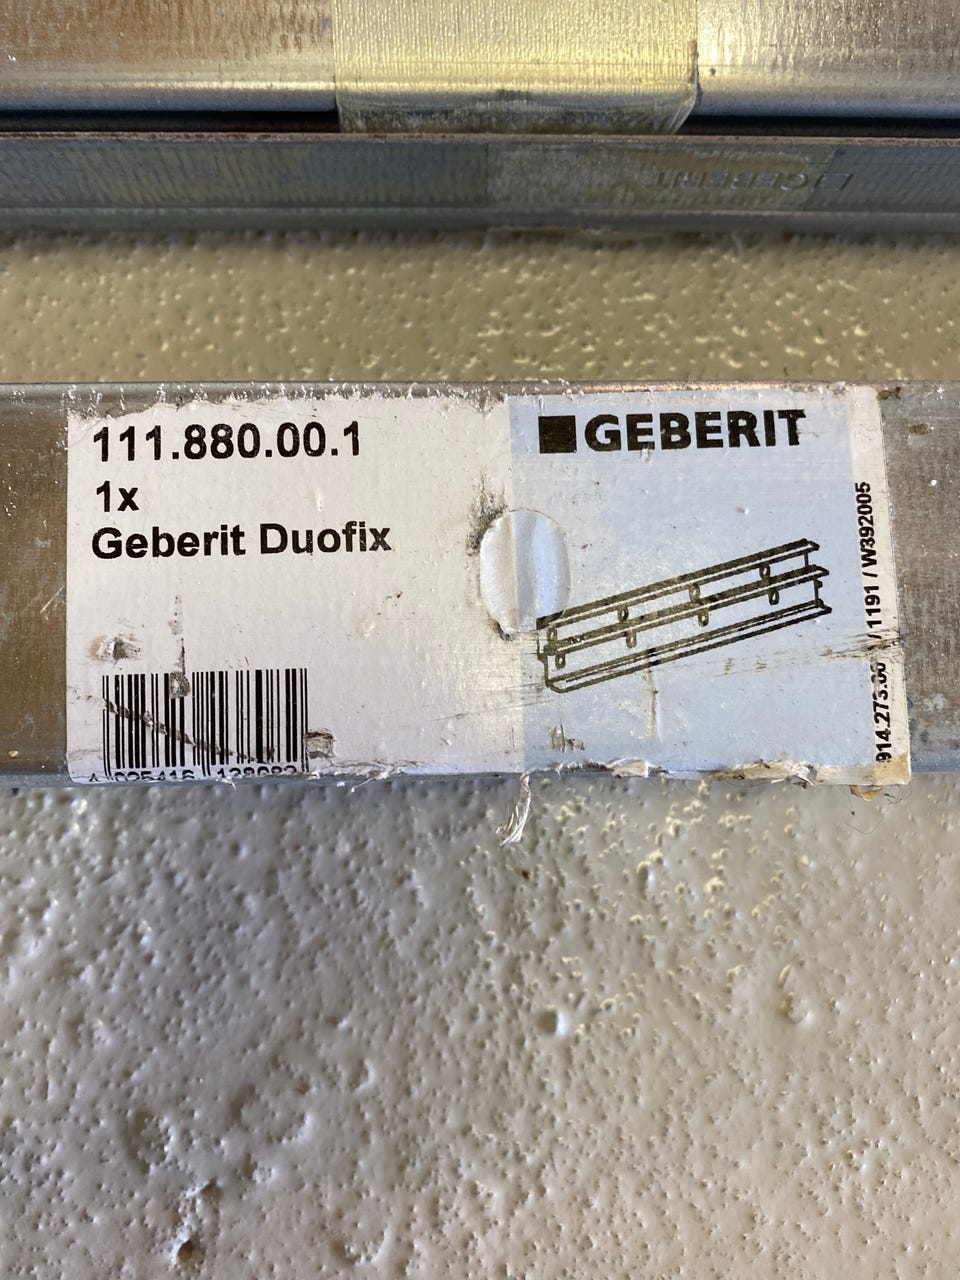 GEBERIT
111.880.00.1
1x
Geberit Duofix
GEBERIT
1191 / W392005